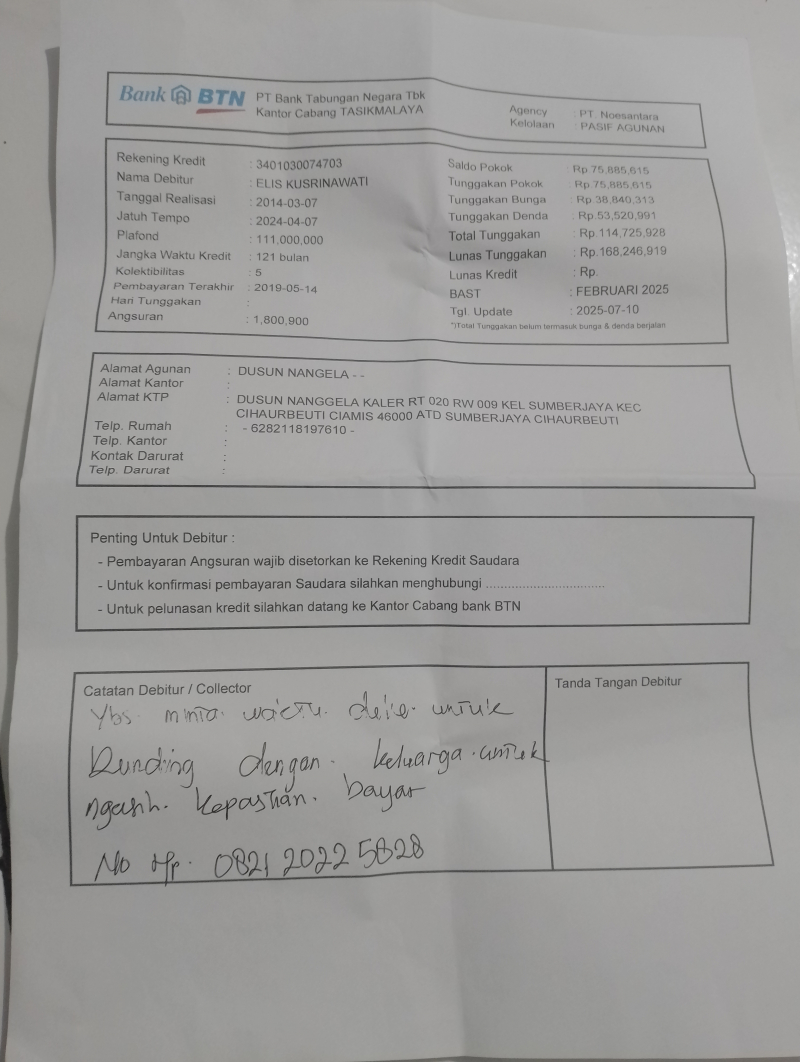 Bank BTN PT Bank Tabungan Negara Tbk
Kantor Cabang TASIKMALAYA
Agency : PT. Noesantara
Kelolaan : PASIF AGUNAN
Rekening Kredit : 3401030074703
Nama Debitur : ELIS KUSRINAWATI
Tanggal Realisasi : 2014-03-07
Jatuh Tempo : 2024-04-07
Plafond : 111,000,000
Jangka Waktu Kredit : 121 bulan
Kolektibilitas : 5
Pembayaran Terakhir : 2019-05-14
Hari Tunggakan :
Angsuran : 1,800,900
Saldo Pokok : Rp 75,885,615
Tunggakan Pokok : Rp 75,885,615
Tunggakan Bunga : Rp 38,840,313
Tunggakan Denda : Rp.53,520,991
Total Tunggakan : Rp.114,725,928
Lunas Tunggakan : Rp.168,246,919
Lunas Kredit : Rp.
BAST : FEBRUARI 2025
Tgl. Update : 2025-07-10
*)Total Tunggakan belum termasuk bunga & denda berjalan
Alamat Agunan : DUSUN NANGELA - -
Alamat Kantor :
Alamat KTP : DUSUN NANGGELA KALER RT 020 RW 009 KEL SUMBERJAYA KEC
CIHAURBEUTI CIAMIS 46000 ATD SUMBERJAYA CIHAURBEUTI
Telp. Rumah : - 6282118197610 -
Telp. Kantor :
Kontak Darurat :
Telp. Darurat :
Penting Untuk Debitur :
- Pembayaran Angsuran wajib disetorkan ke Rekening Kredit Saudara
- Untuk konfirmasi pembayaran Saudara silahkan menghubungi ................................
- Untuk pelunasan kredit silahkan datang ke Kantor Cabang bank BTN
Catatan Debitur / Collector
Ybs. minta. waktu. untuk
Runding dengan. keluarga. untuk
ngasih. kepastian. bayar
No Hp. 0821 2022 5828
Tanda Tangan Debitur